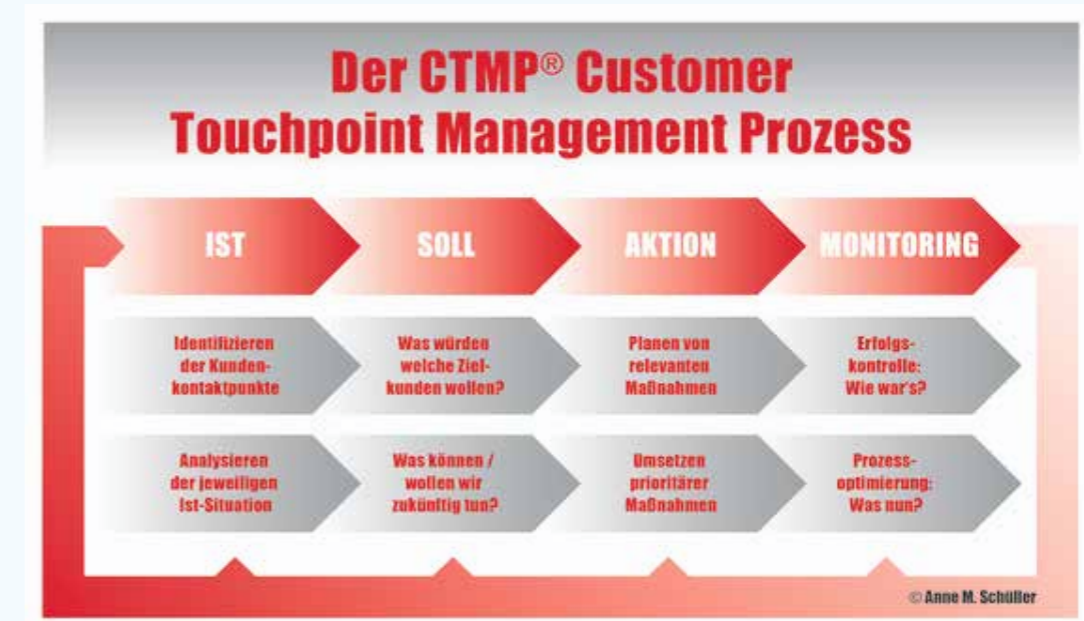 Der CTMP® Customer
Touchpoint Management Prozess
IST
SOLL
AKTION
MONITORING
Identifizieren
der Kunden-
kontaktpunkte
Was würden
welche Ziel-
kunden wollen?
Planen von
relevanten
Maßnahmen
Erfolgs-
kontrolle:
Wie war's?
Analysieren
der jeweiligen
Ist-Situation
Was können /
wollen wir
zukünftig tun?
Umsetzen
prioritärer
Maßnahmen
Prozess-
optimierung:
Was nun?
© Anne M. Schüller